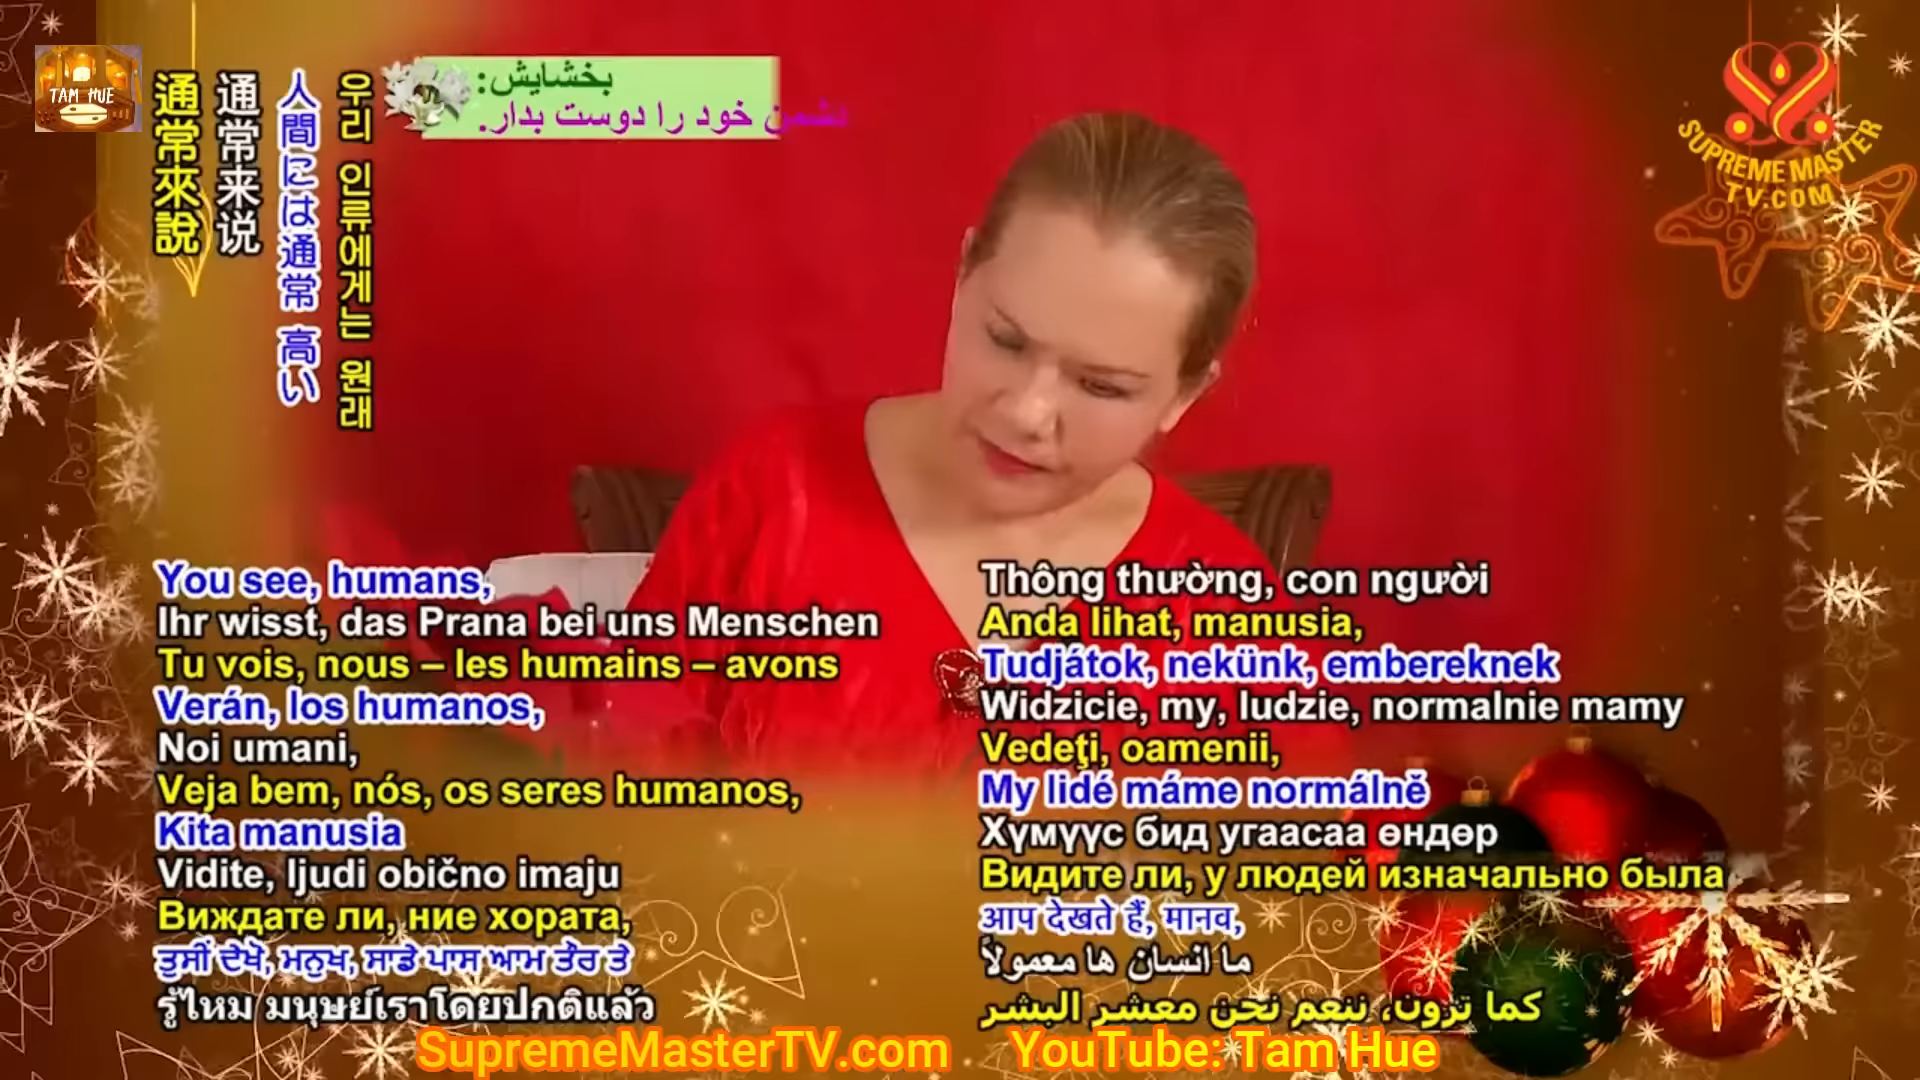 TAM HUE
通常來說
通常来说
人間には通常 高い
우리 인류에게는 원래
بخشایش:
دشمن خود را دوست بدار.
SUPREME MASTER
TV.COM
You see, humans,
Ihr wisst, das Prana bei uns Menschen
Tu vois, nous – les humains – avons
Verán, los humanos,
Noi umani,
Veja bem, nós, os seres humanos,
Kita manusia
Vidite, ljudi obično imaju
Виждате ли, ние хората,
ਤੁਸੀਂ ਦੇਖੋ, ਮਨੁਖ, ਸਾਡੇ ਪਾਸ ਆਮ ਤੌਰ ਤੇ
รู้ไหม มนุษย์เราโดยปกติแล้ว
Thông thường, con người
Anda lihat, manusia,
Tudjátok, nekünk, embereknek
Widzicie, my, ludzie, normalnie mamy
Vedeţi, oamenii,
My lidé máme normálně
Хүмүүс бид угаасаа өндөр
Видите ли, у людей изначально была
आप देखते हैं, मानव,
ما انسان ها معمولاً
كما ترون، ننعم نحن معشر البشر
SupremeMasterTV.com YouTube: Tam Hue